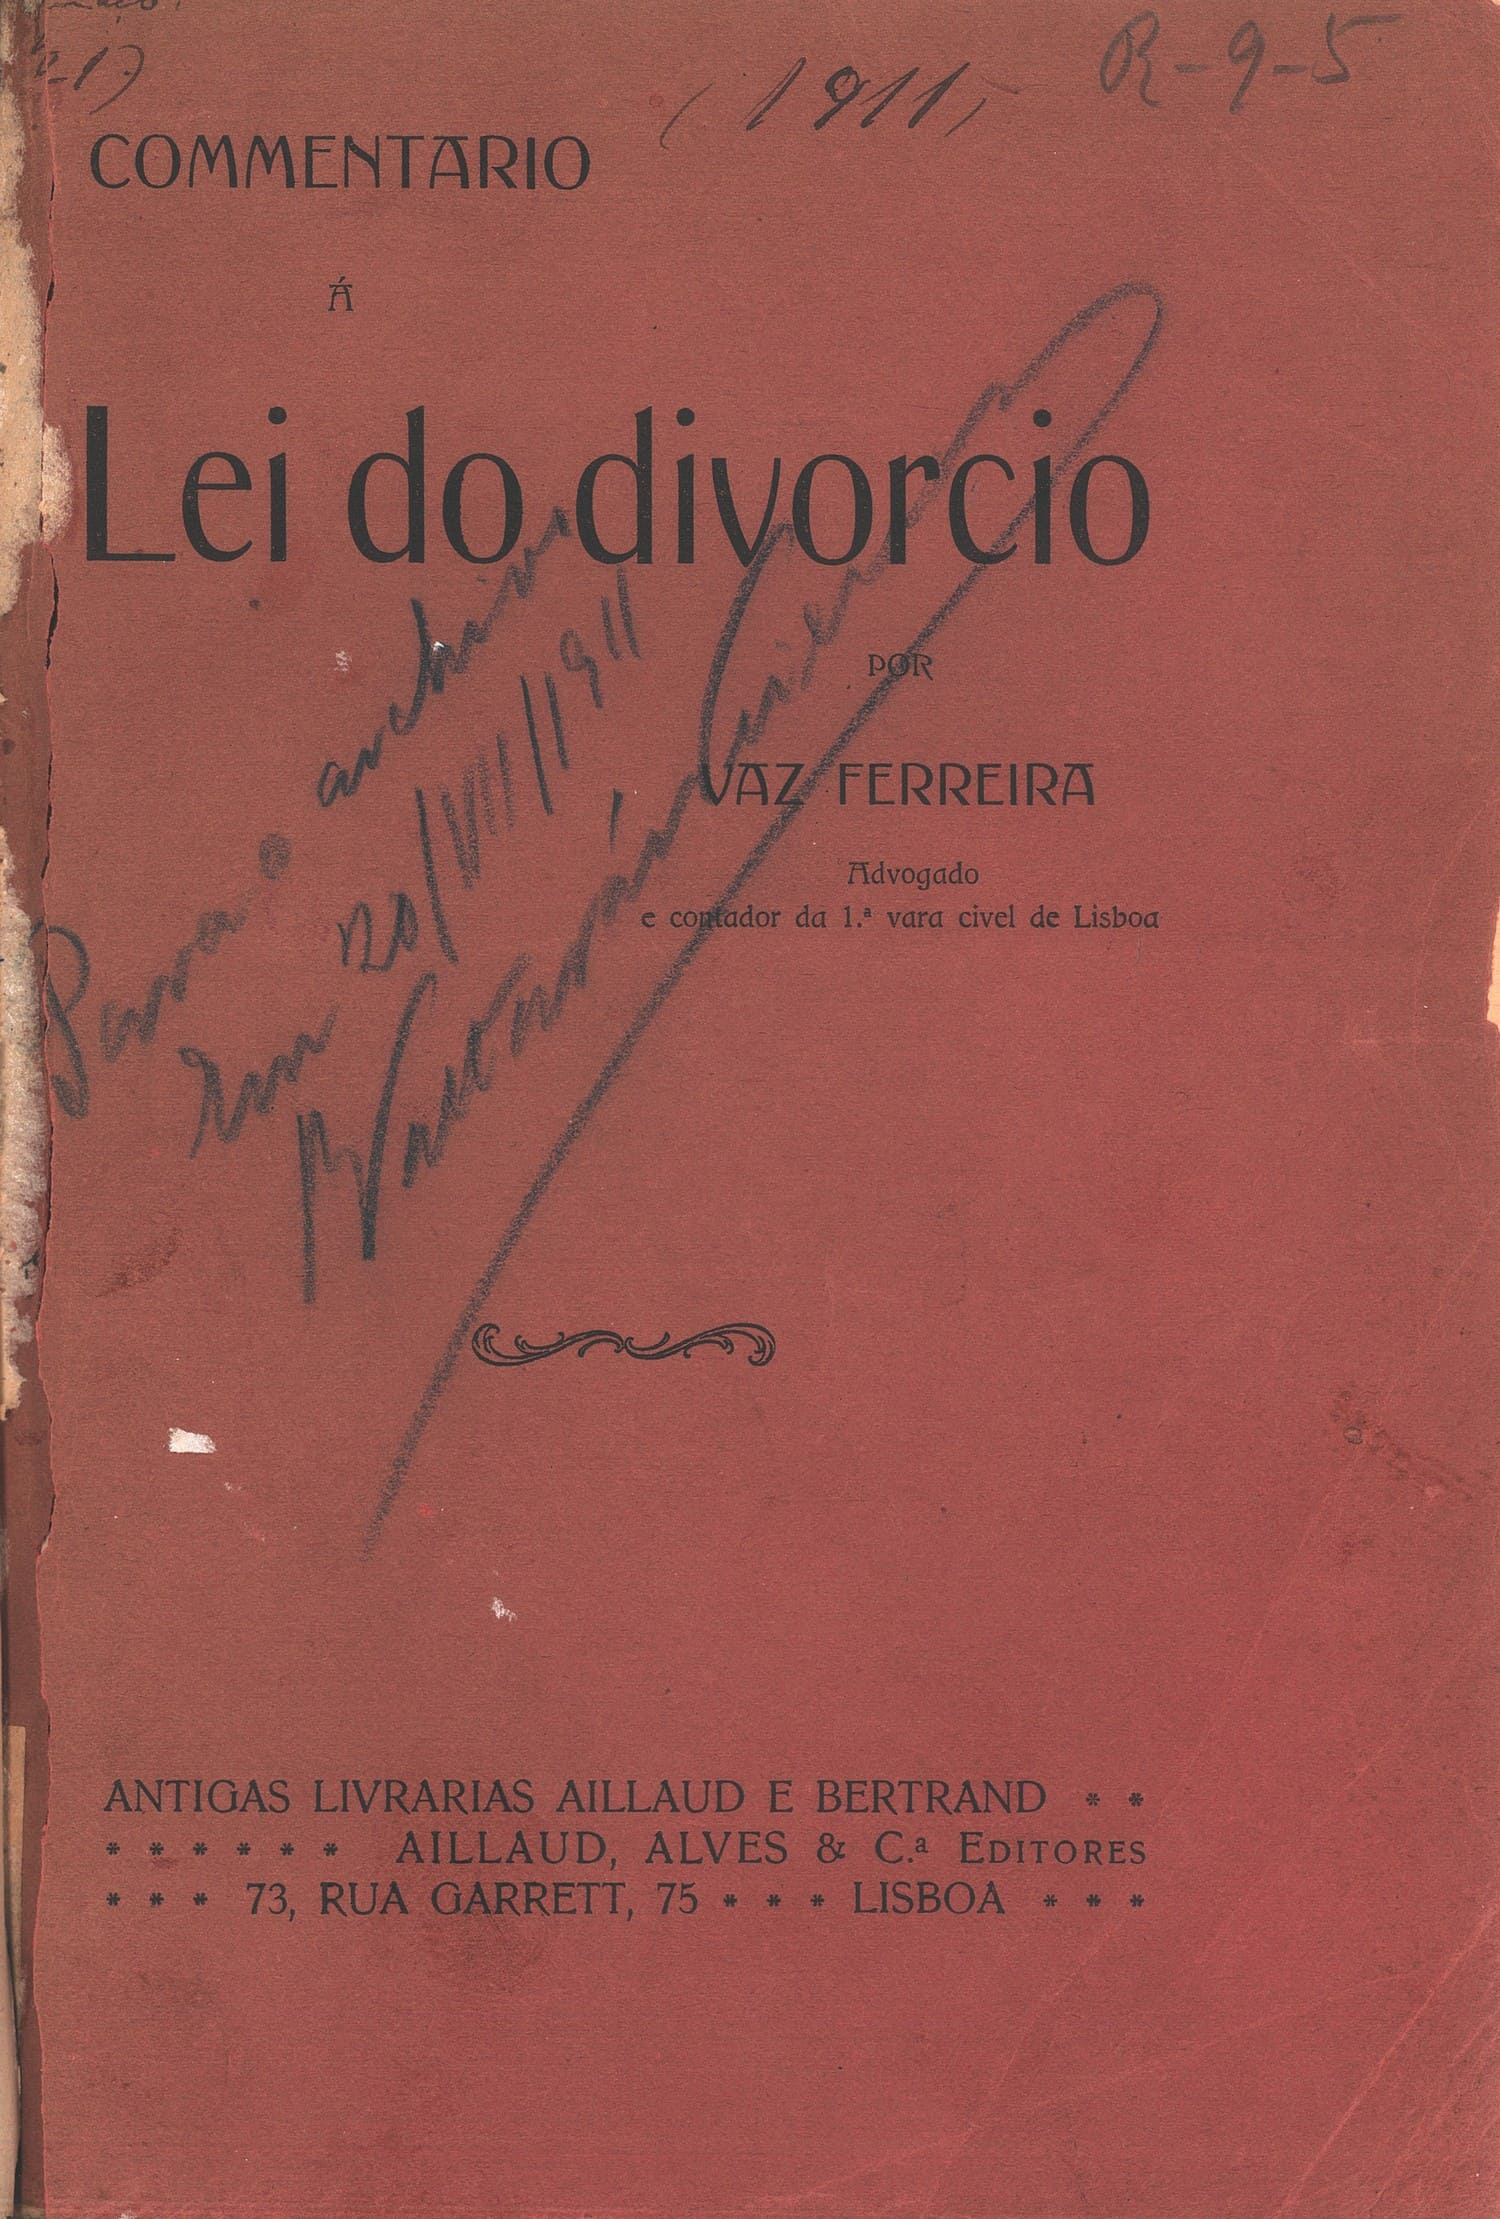 (1911)
R-9-5
COMMENTARIO
Á
Lei do divorcio
Para o archivo
em 20/VIII/1911
POR
VAZ FERREIRA
Advogado
e contador da 1.ª vara civel de Lisboa
ANTIGAS LIVRARIAS AILLAUD E BERTRAND * *
* * * * * * AILLAUD, ALVES & C.ª EDITORES
* * * 73, RUA GARRETT, 75 * * * LISBOA * * *